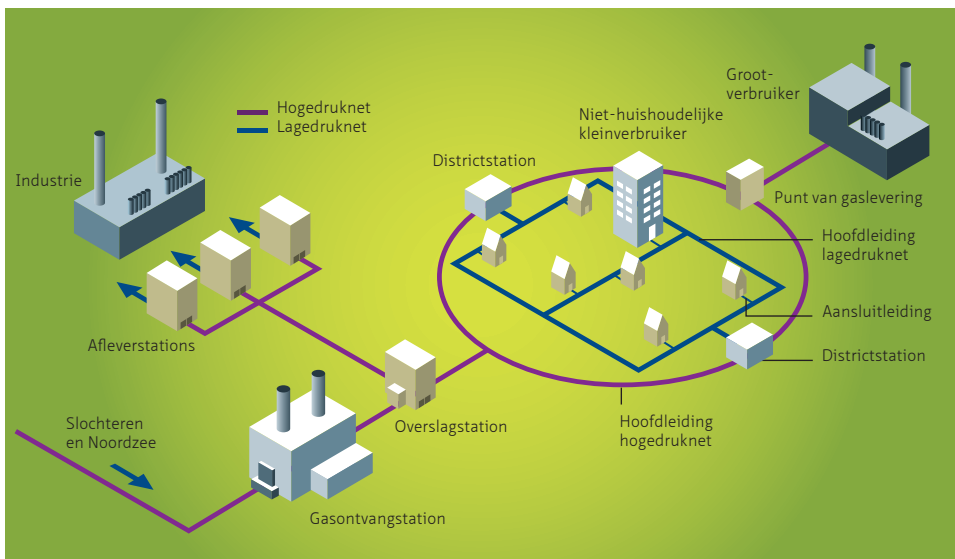 Hogedruknet
Lagedruknet
Industrie
Afleverstations
Slochteren
en Noordzee
Gasontvangstation
Overslagstation
Districtstation
Niet-huishoudelijke
kleinverbruiker
Groot-
verbruiker
Punt van gaslevering
Hoofdleiding
lagedruknet
Aansluitleiding
Districtstation
Hoofdleiding
hogedruknet